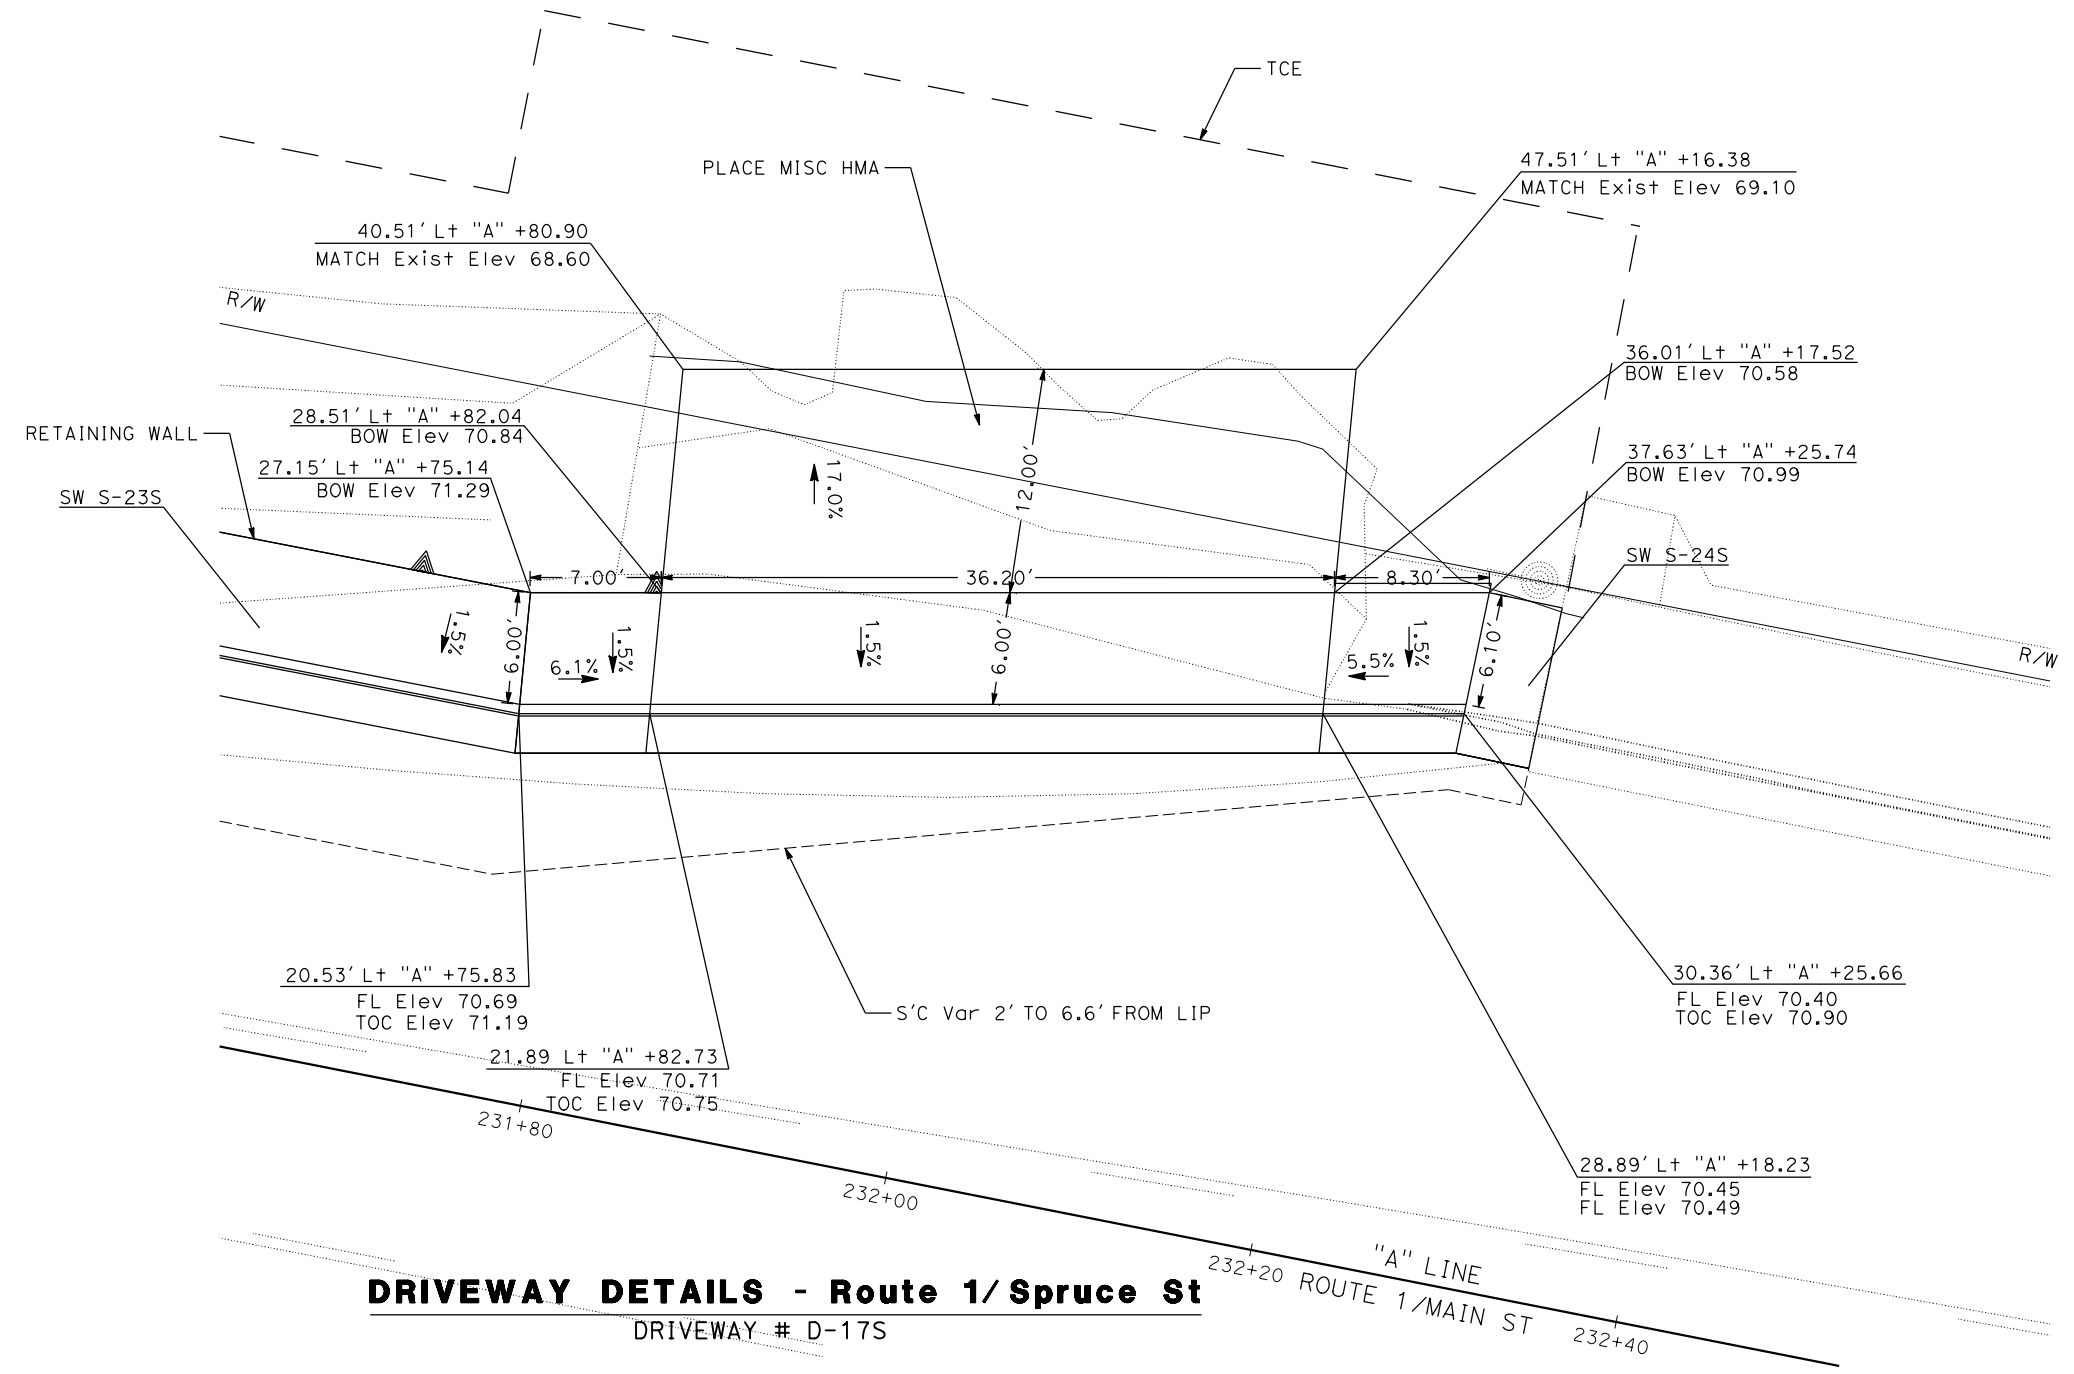 TCE
PLACE MISC HMA
47.51' Lt "A" +16.38
MATCH Exist Elev 69.10
40.51' Lt "A" +80.90
MATCH Exist Elev 68.60
R/W
36.01' Lt "A" +17.52
BOW Elev 70.58
28.51' Lt "A" +82.04
BOW Elev 70.84
RETAINING WALL
27.15' Lt "A" +75.14
BOW Elev 71.29
37.63' Lt "A" +25.74
BOW Elev 70.99
SW S-23S
17.0%
12.00'
SW S-24S
7.00'
36.20'
8.30'
1.5%
6.00'
6.1%
1.5%
1.5%
6.00'
5.5%
1.5%
6.10'
R/W
20.53' Lt "A" +75.83
FL Elev 70.69
TOC Elev 71.19
S'C Var 2' TO 6.6' FROM LIP
30.36' Lt "A" +25.66
FL Elev 70.40
TOC Elev 70.90
21.89 Lt "A" +82.73
FL Elev 70.71
TOC Elev 70.75
231+80
232+00
28.89' Lt "A" +18.23
FL Elev 70.45
FL Elev 70.49
232+20
"A" LINE
ROUTE 1/MAIN ST
232+40
DRIVEWAY DETAILS - Route 1/Spruce St
DRIVEWAY # D-17S